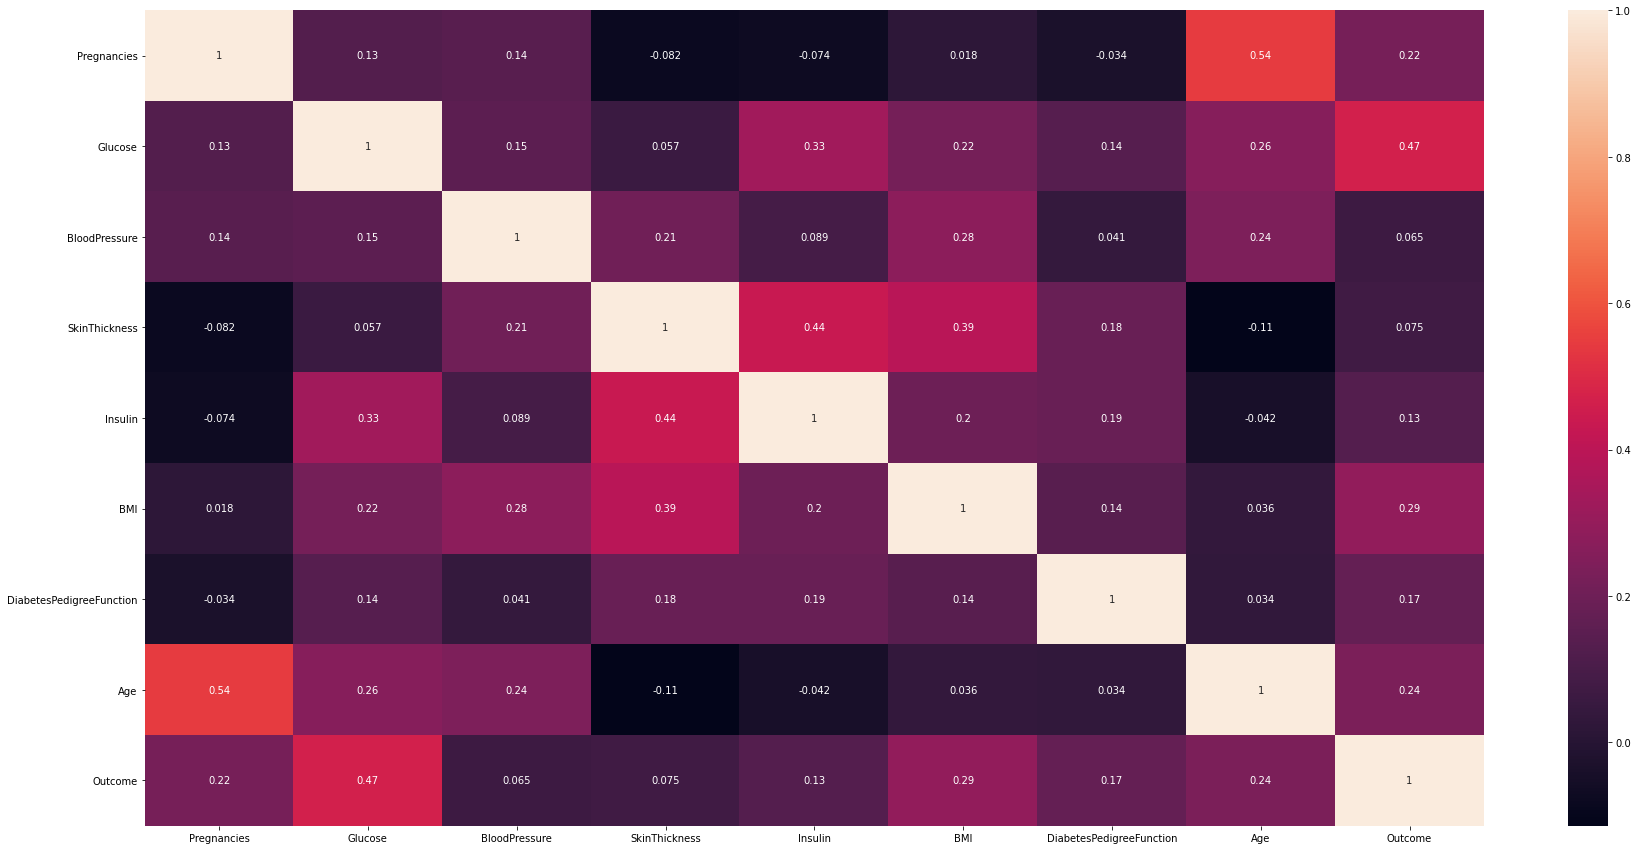 Pregnancies 1 0.13 0.14 -0.082 -0.074 0.018 -0.034 0.54 0.22
Glucose 0.13 1 0.15 0.057 0.33 0.22 0.14 0.26 0.47
BloodPressure 0.14 0.15 1 0.21 0.089 0.28 0.041 0.24 0.065
SkinThickness -0.082 0.057 0.21 1 0.44 0.39 0.18 -0.11 0.075
Insulin -0.074 0.33 0.089 0.44 1 0.2 0.19 -0.042 0.13
BMI 0.018 0.22 0.28 0.39 0.2 1 0.14 0.036 0.29
DiabetesPedigreeFunction -0.034 0.14 0.041 0.18 0.19 0.14 1 0.034 0.17
Age 0.54 0.26 0.24 -0.11 -0.042 0.036 0.034 1 0.24
Outcome 0.22 0.47 0.065 0.075 0.13 0.29 0.17 0.24 1
Pregnancies Glucose BloodPressure SkinThickness Insulin BMI DiabetesPedigreeFunction Age Outcome
1.0
0.8
0.6
0.4
0.2
0.0